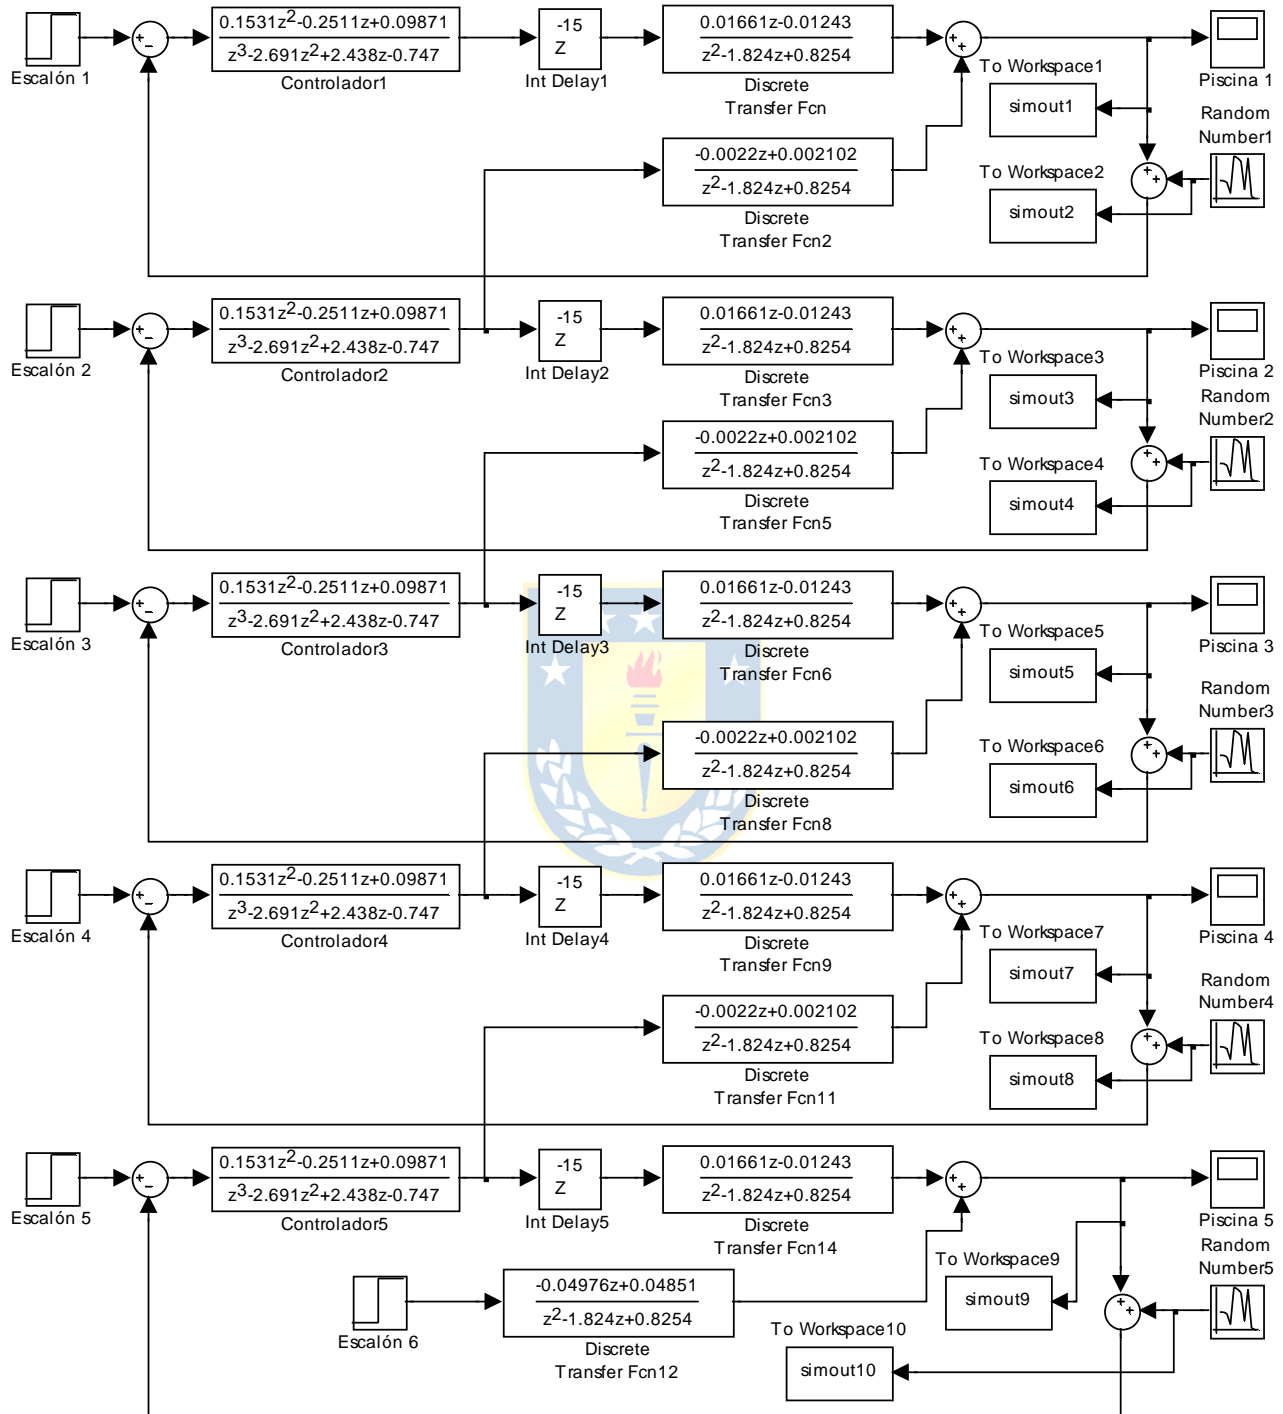 +
-
0.1531z2-0.2511z+0.09871
z3-2.691z2+2.438z-0.747
-15
Z
0.01661z-0.01243
z2-1.824z+0.8254
+
+
Escalón 1
Controlador1
Int Delay1
Discrete
Transfer Fcn
To Workspace1
simout1
Piscina 1
Random
Number1
-0.0022z+0.002102
z2-1.824z+0.8254
Discrete
Transfer Fcn2
To Workspace2
simout2
+
+
+
-
0.1531z2-0.2511z+0.09871
z3-2.691z2+2.438z-0.747
-15
Z
0.01661z-0.01243
z2-1.824z+0.8254
+
+
Escalón 2
Controlador2
Int Delay2
Discrete
Transfer Fcn3
To Workspace3
simout3
Piscina 2
Random
Number2
-0.0022z+0.002102
z2-1.824z+0.8254
Discrete
Transfer Fcn5
To Workspace4
simout4
+
+
+
-
0.1531z2-0.2511z+0.09871
z3-2.691z2+2.438z-0.747
-15
Z
0.01661z-0.01243
z2-1.824z+0.8254
+
+
Escalón 3
Controlador3
Int Delay3
Discrete
Transfer Fcn6
To Workspace5
simout5
Piscina 3
Random
Number3
-0.0022z+0.002102
z2-1.824z+0.8254
Discrete
Transfer Fcn8
To Workspace6
simout6
+
+
+
-
0.1531z2-0.2511z+0.09871
z3-2.691z2+2.438z-0.747
-15
Z
0.01661z-0.01243
z2-1.824z+0.8254
+
+
Escalón 4
Controlador4
Int Delay4
Discrete
Transfer Fcn9
To Workspace7
simout7
Piscina 4
Random
Number4
-0.0022z+0.002102
z2-1.824z+0.8254
Discrete
Transfer Fcn11
To Workspace8
simout8
+
+
+
-
0.1531z2-0.2511z+0.09871
z3-2.691z2+2.438z-0.747
-15
Z
0.01661z-0.01243
z2-1.824z+0.8254
+
+
Escalón 5
Controlador5
Int Delay5
Discrete
Transfer Fcn14
To Workspace9
simout9
Piscina 5
Random
Number5
Escalón 6
-0.04976z+0.04851
z2-1.824z+0.8254
Discrete
Transfer Fcn12
To Workspace10
simout10
+
+